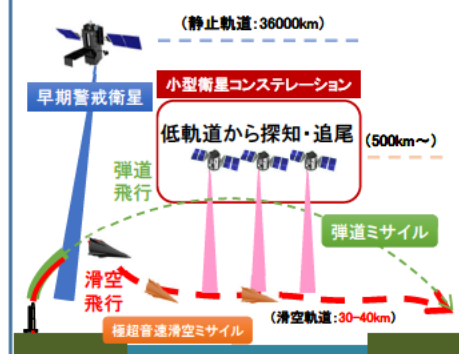 (静止軌道:36000km)
早期警戒衛星
小型衛星コンステレーション
低軌道から探知・追尾
(500km~)
弾道
飛行
弾道ミサイル
滑空
飛行
極超音速滑空ミサイル
(滑空軌道:30-40km)